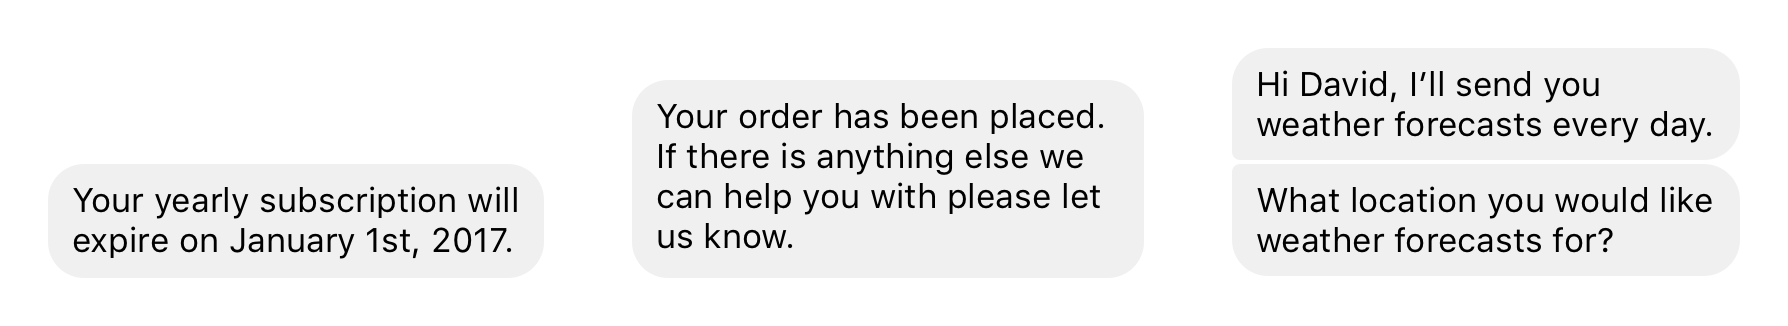 Your yearly subscription will
expire on January 1st, 2017.
Your order has been placed.
If there is anything else we
can help you with please let
us know.
Hi David, I’ll send you
weather forecasts every day.
What location you would like
weather forecasts for?